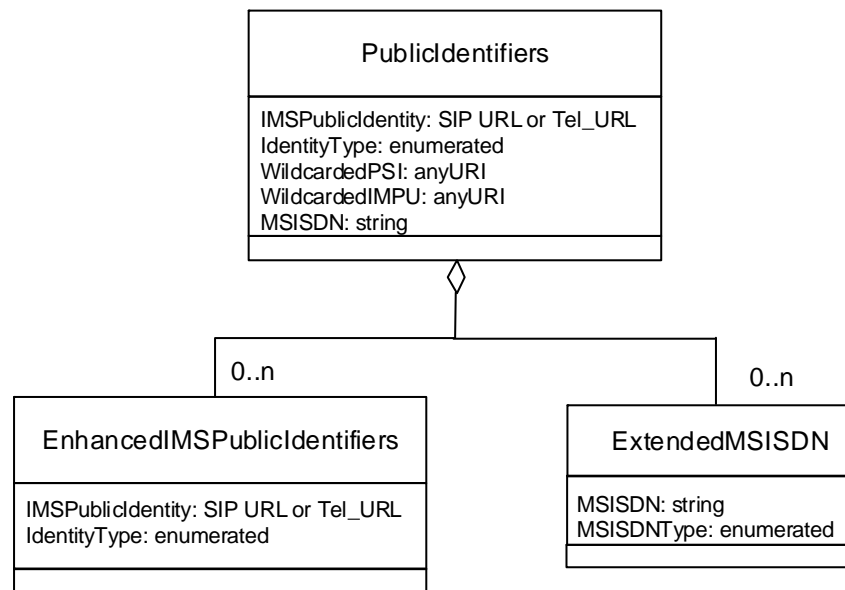 PublicIdentifiers
IMSPublicIdentity: SIP URL or Tel_URL
IdentityType: enumerated
WildcardedPSI: anyURI
WildcardedIMPU: anyURI
MSISDN: string
0..n
0..n
EnhancedIMSPublicIdentifiers
IMSPublicIdentity: SIP URL or Tel_URL
IdentityType: enumerated
ExtendedMSISDN
MSISDN: string
MSISDNType: enumerated